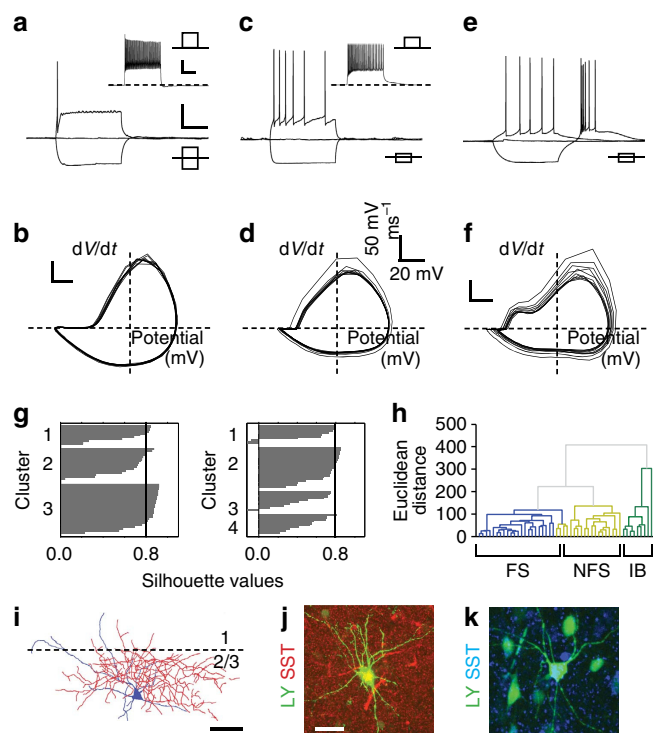 a
c
e
b
d
f
dV/dt
dV/dt
dV/dt
50 mV
ms−1
20 mV
Potential
(mV)
Potential
(mV)
Potential
(mV)
g
h
Cluster
1
2
3
0.0
0.8
Cluster
1
2
3
4
0.0
0.8
Silhouette values
Euclidean
distance
500
400
300
200
100
0
FS
NFS
IB
i
j
k
1
2/3
LY SST
LY SST